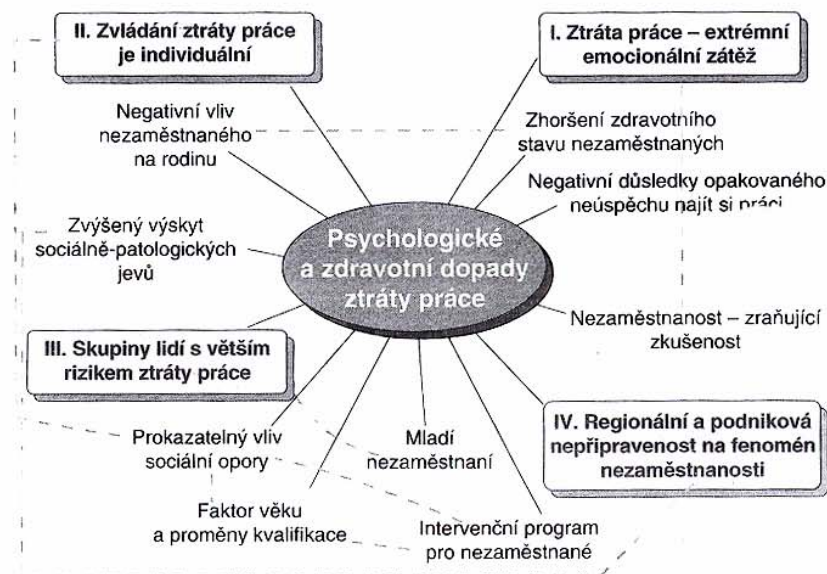 II. Zvládání ztráty práce
je individuální
I. Ztráta práce – extrémní
emocionální zátěž
Negativní vliv
nezaměstnaného
na rodinu
Zhoršení zdravotního
stavu nezaměstnaných
Negativní důsledky opakovaného
neúspěchu najít si práci
Zvýšený výskyt
sociálně-patologických
jevů
Psychologické
a zdravotní dopady
ztráty práce
Nezaměstnanost – zraňující
zkušenost
III. Skupiny lidí s větším
rizikem ztráty práce
IV. Regionální a podniková
nepřipravenost na fenomén
nezaměstnanosti
Prokazatelný vliv
sociální opory
Mladí
nezaměstnaní
Faktor věku
a proměny kvalifikace
Intervenční program
pro nezaměstnané